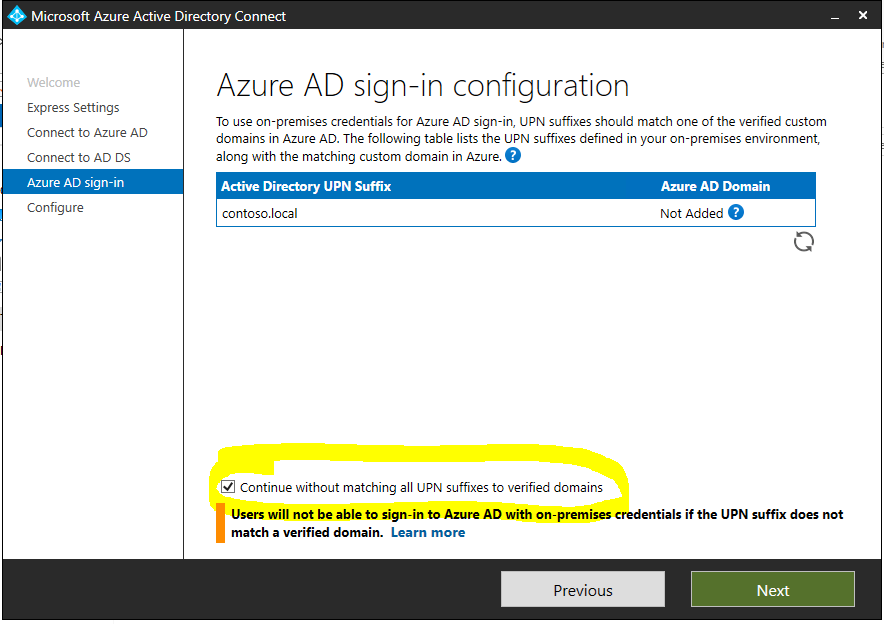 Microsoft Azure Active Directory Connect
Welcome
Express Settings
Connect to Azure AD
Connect to AD DS
Azure AD sign-in
Configure
Azure AD sign-in configuration
To use on-premises credentials for Azure AD sign-in, UPN suffixes should match one of the verified custom
domains in Azure AD. The following table lists the UPN suffixes defined in your on-premises environment,
along with the matching custom domain in Azure. ?
Active Directory UPN Suffix Azure AD Domain
contoso.local Not Added ?
Continue without matching all UPN suffixes to verified domains
Users will not be able to sign-in to Azure AD with on-premises credentials if the UPN suffix does not
match a verified domain. Learn more
Previous Next